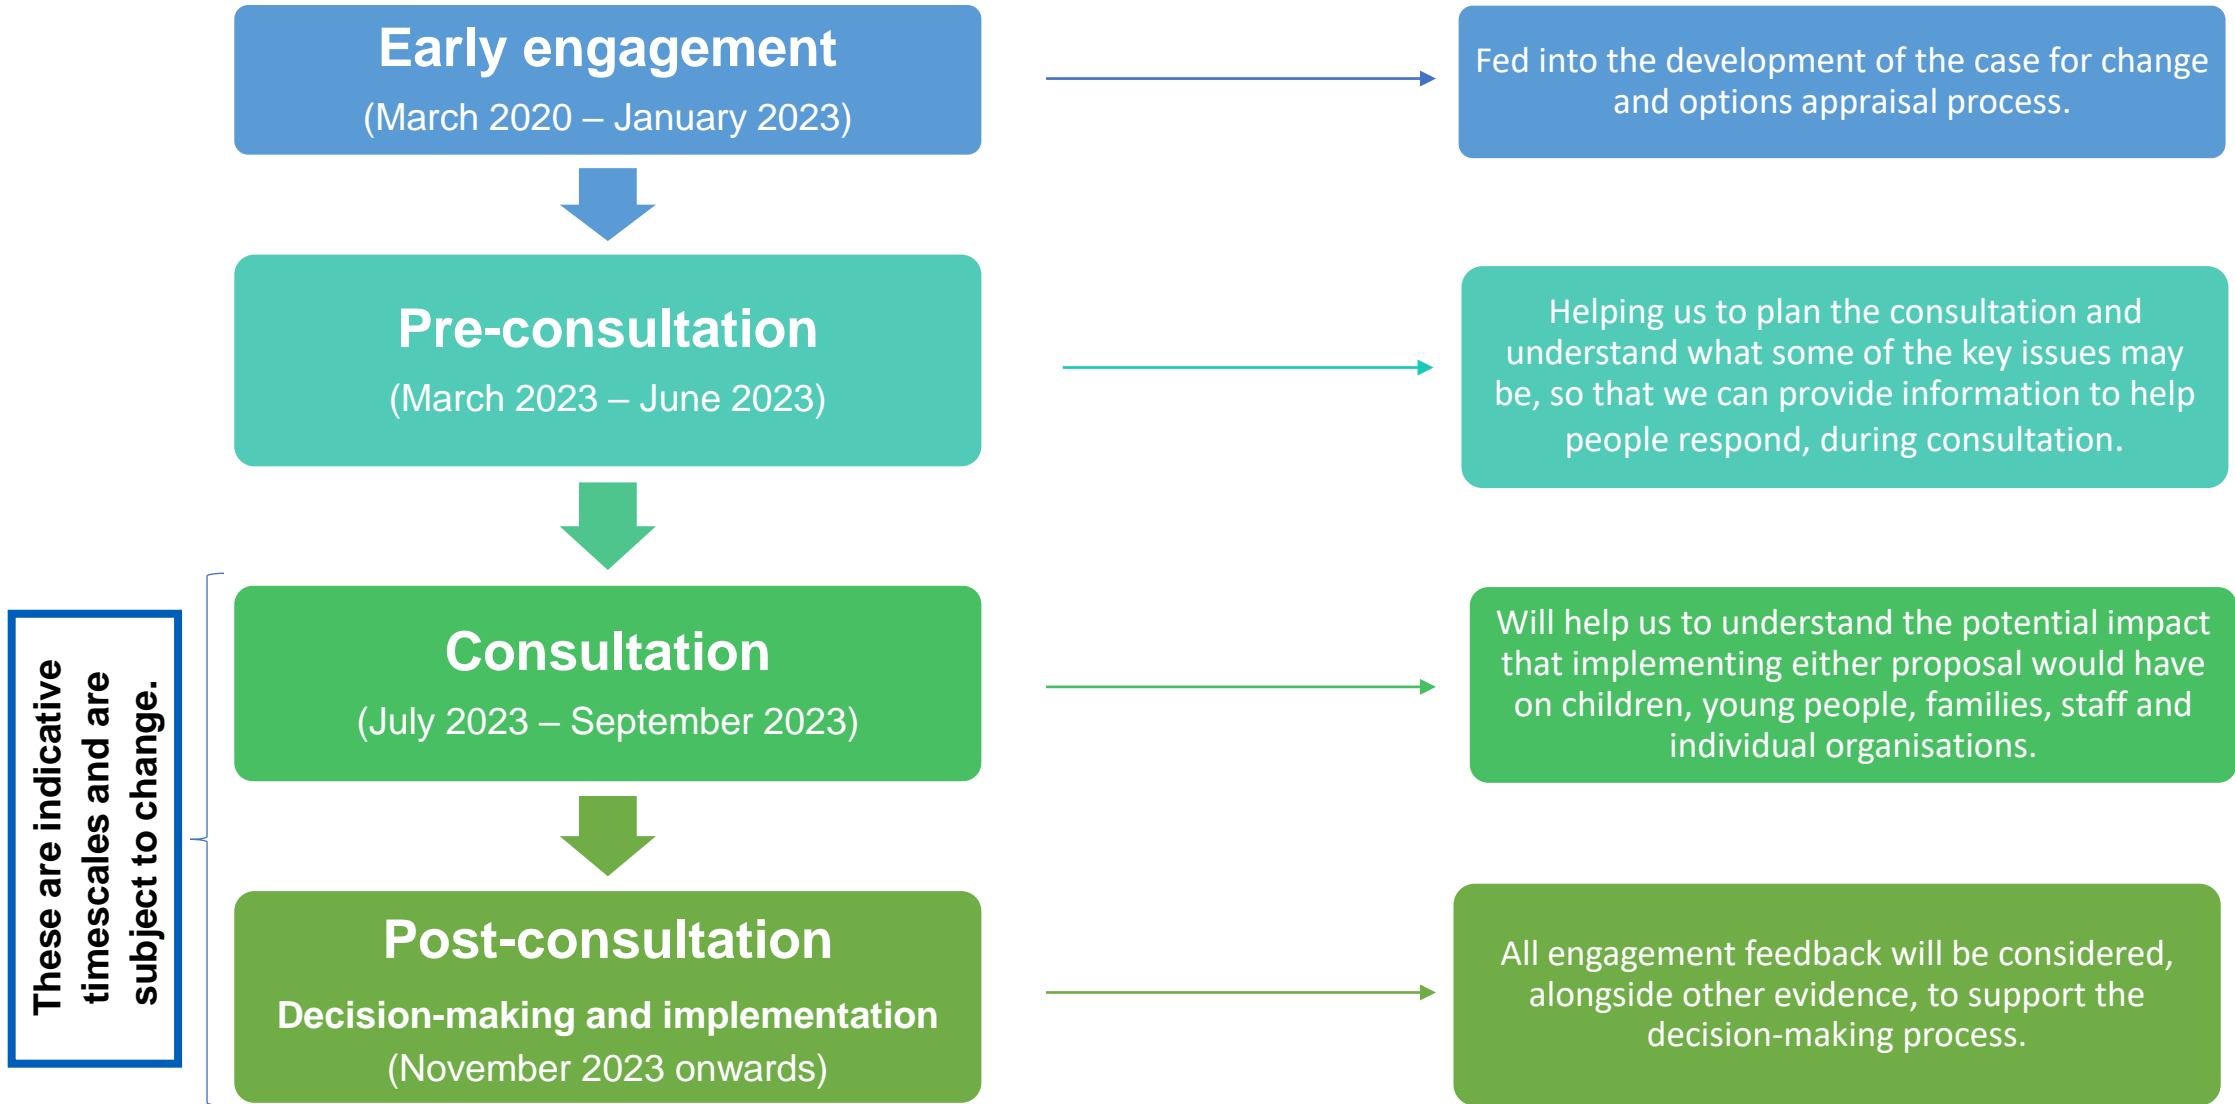 Early engagement
(March 2020 – January 2023)
Fed into the development of the case for change
and options appraisal process.
Pre-consultation
(March 2023 – June 2023)
Helping us to plan the consultation and
understand what some of the key issues may
be, so that we can provide information to help
people respond, during consultation.
These are indicative
timescales and are
subject to change.
Consultation
(July 2023 – September 2023)
Will help us to understand the potential impact
that implementing either proposal would have
on children, young people, families, staff and
individual organisations.
Post-consultation
Decision-making and implementation
(November 2023 onwards)
All engagement feedback will be considered,
alongside other evidence, to support the
decision-making process.